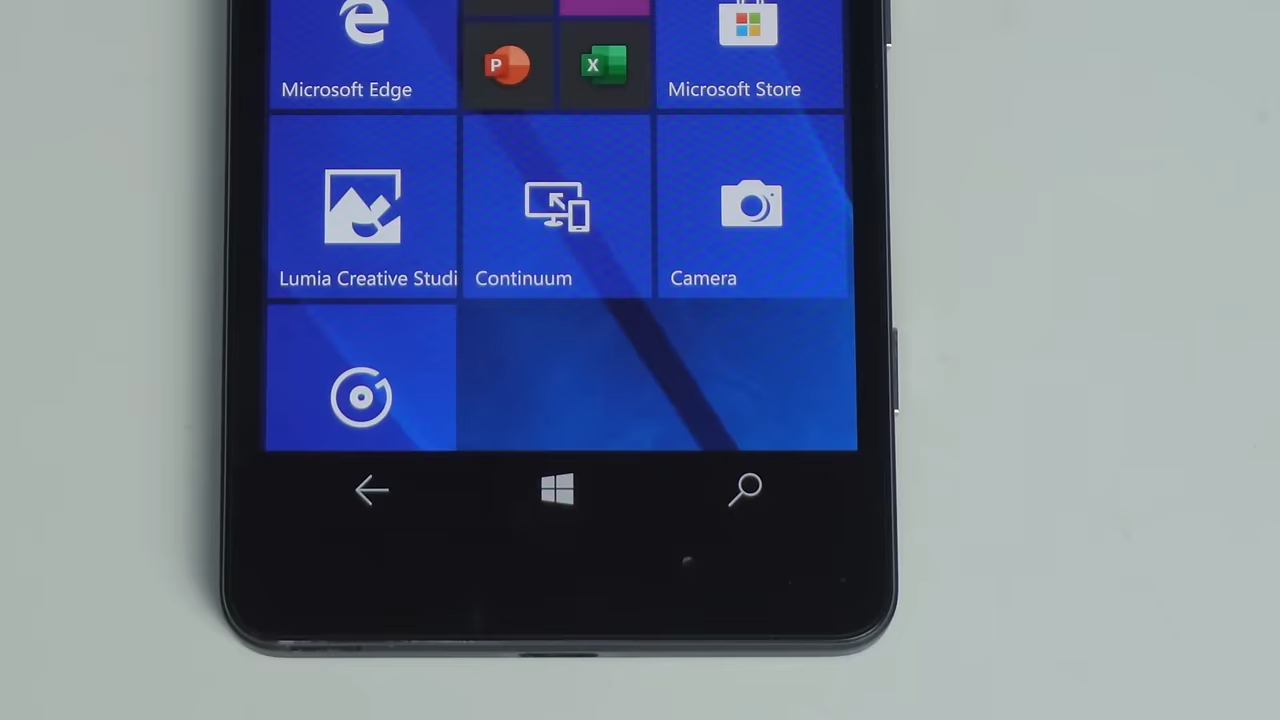 P
X
Microsoft Edge
Microsoft Store
Lumia Creative Studi
Continuum
Camera